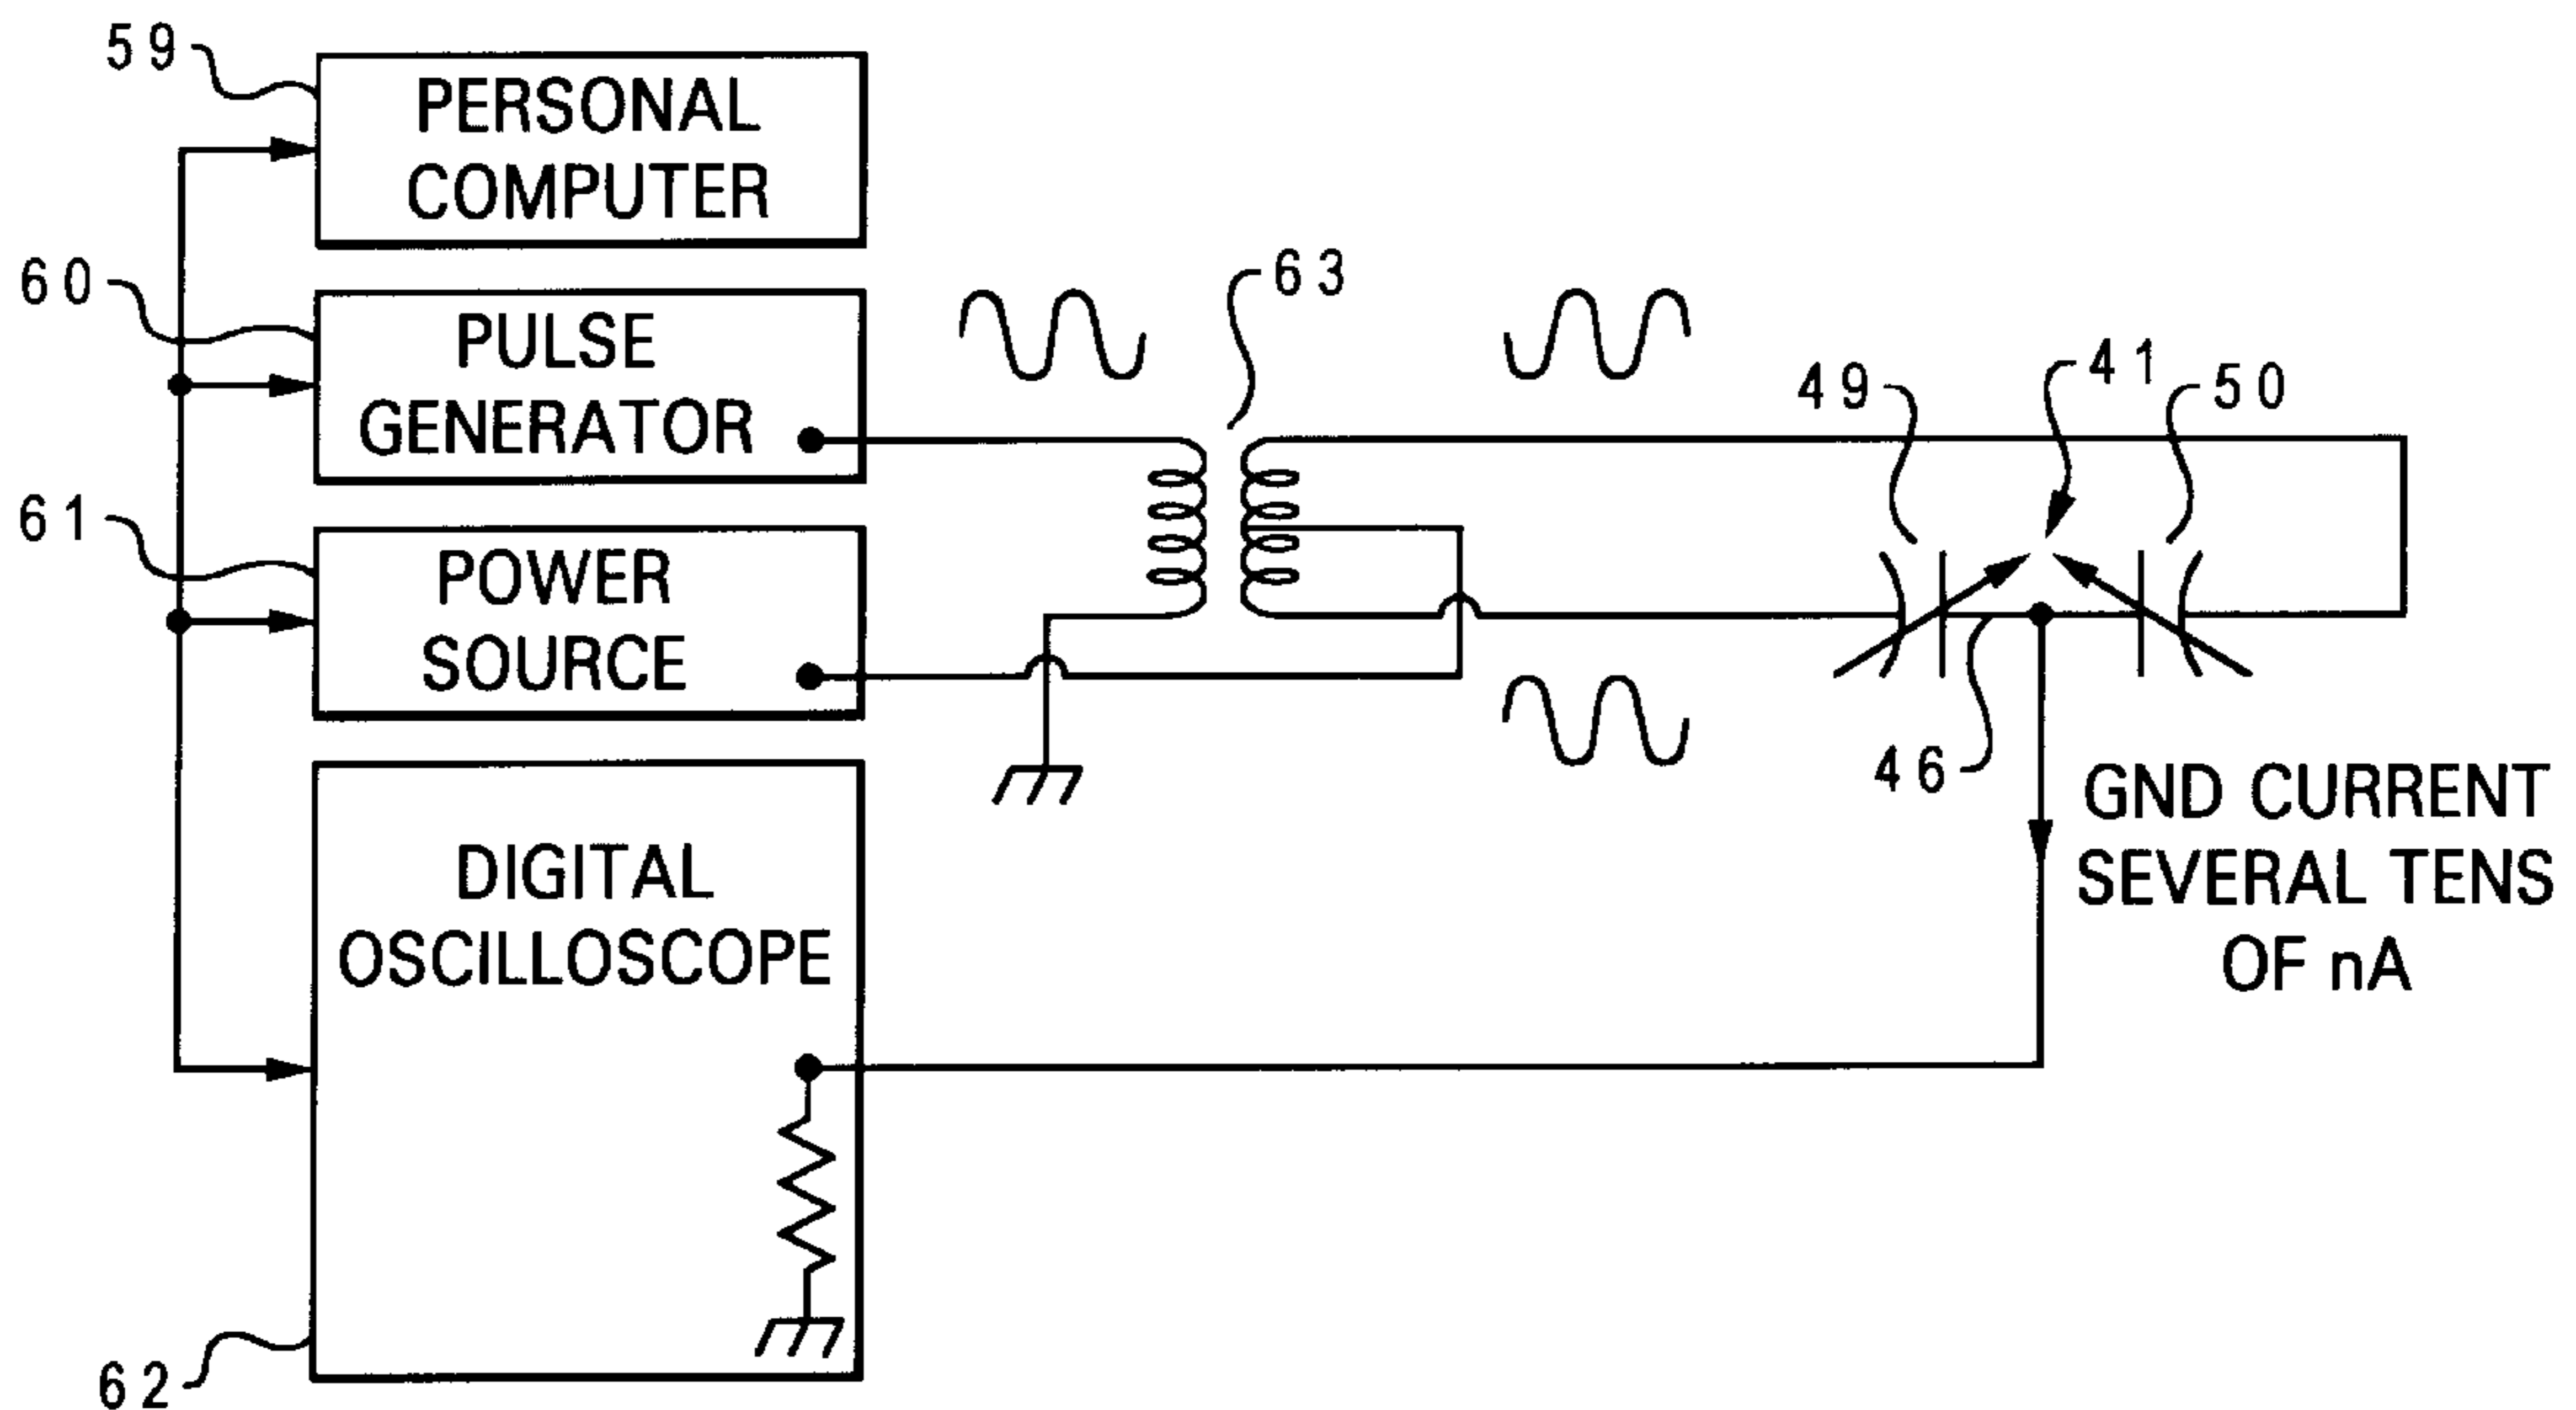 59
PERSONAL
COMPUTER
60
PULSE
GENERATOR
61
POWER
SOURCE
DIGITAL
OSCILLOSCOPE
62
63
49
41
50
46
GND CURRENT
SEVERAL TENS
OF nA